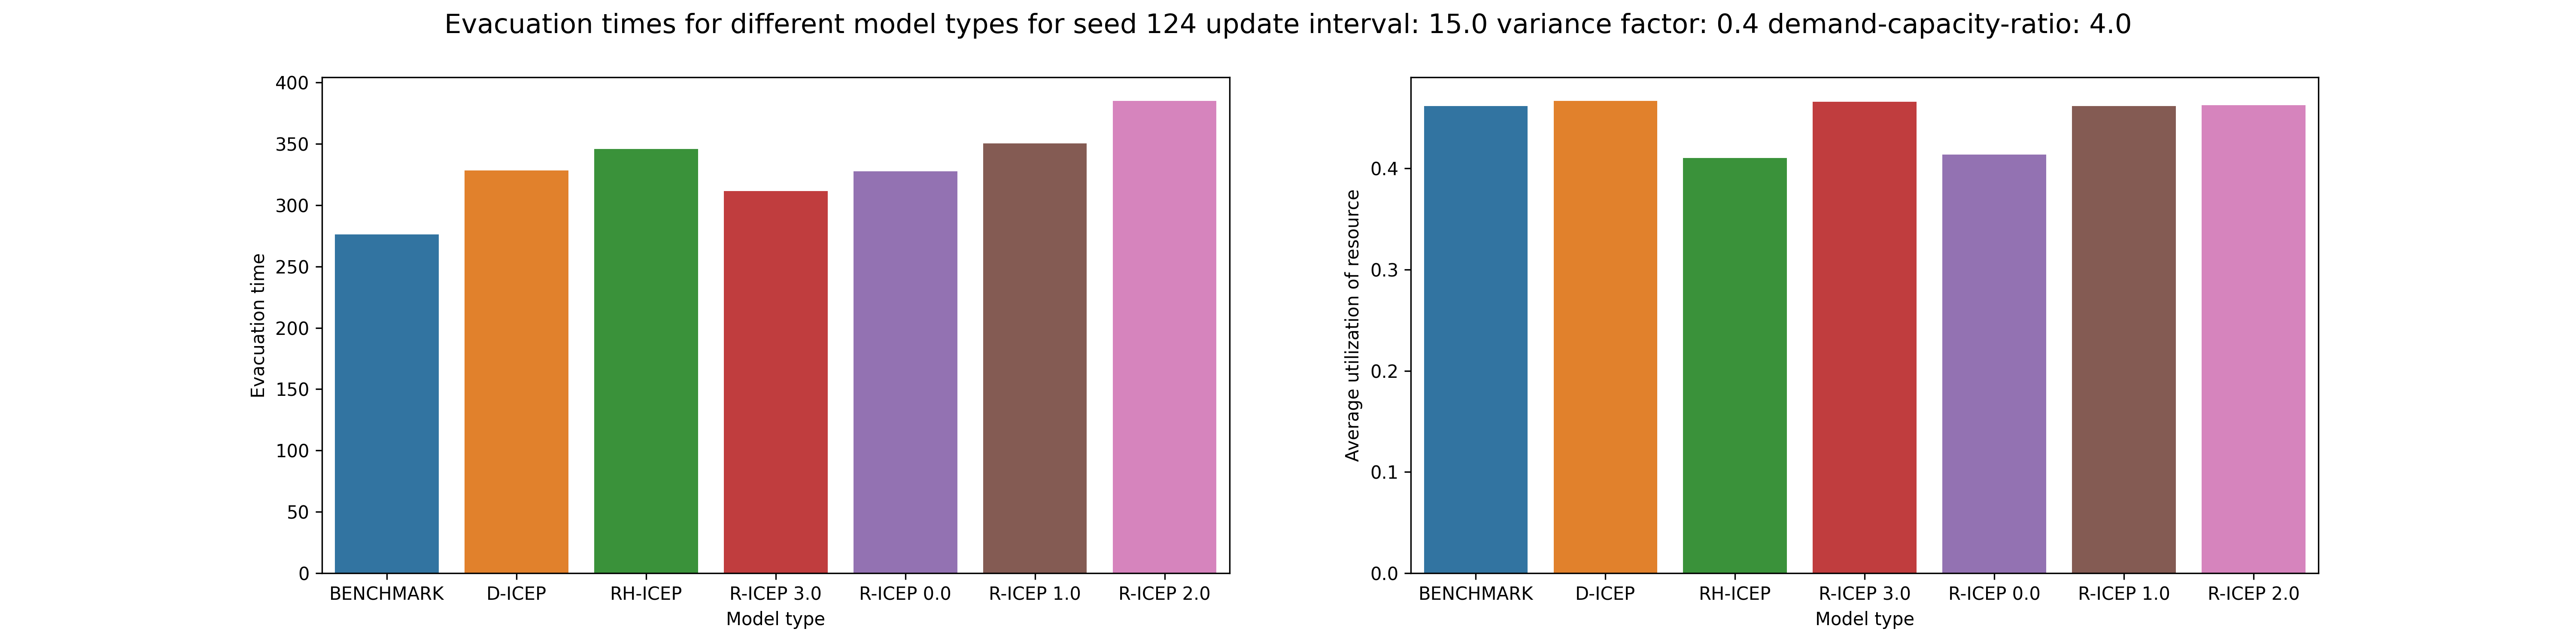 Evacuation times for different model types for seed 124 update interval: 15.0 variance factor: 0.4 demand-capacity-ratio: 4.0
Evacuation time
400
350
300
250
200
150
100
50
0
BENCHMARK D-ICEP RH-ICEP R-ICEP 3.0 R-ICEP 0.0 R-ICEP 1.0 R-ICEP 2.0
Model type
Average utilization of resource
0.4
0.3
0.2
0.1
0.0
BENCHMARK D-ICEP RH-ICEP R-ICEP 3.0 R-ICEP 0.0 R-ICEP 1.0 R-ICEP 2.0
Model type